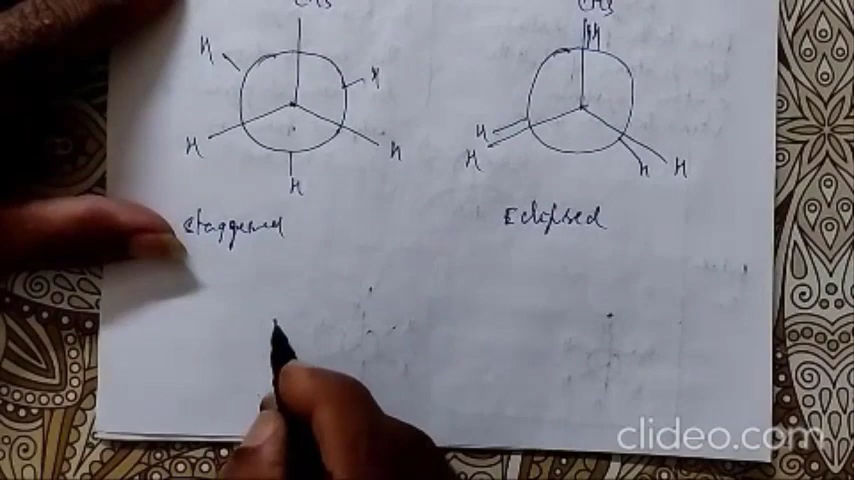 CH3 CH3
H H H
H H H H
H H H
staggered Eclipsed
clideo.com